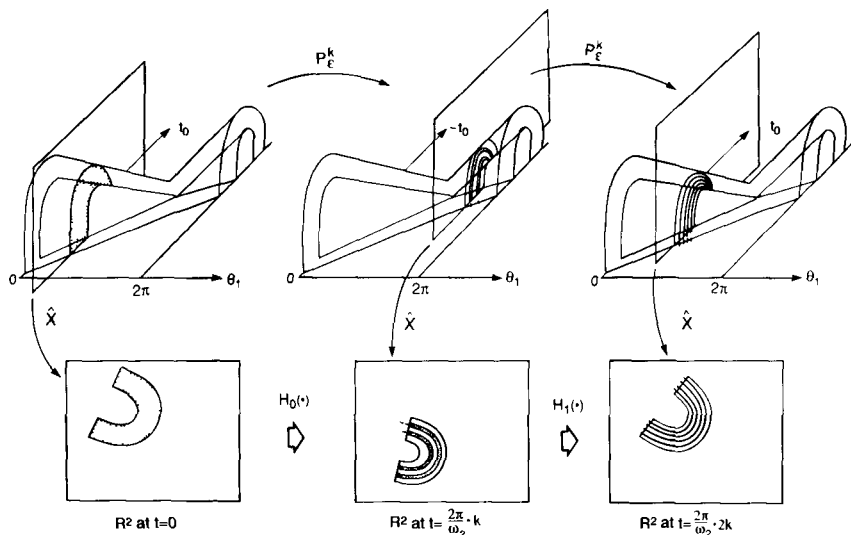 P_ε^k
P_ε^k
t₀
-t₀
t₀
0 2π θ₁
0 2π θ₁
0 2π θ₁
X̂
X̂
X̂
H₀(•)
H₁(•)
R² at t=0
R² at t= 2π/ω₂ • k
R² at t= 2π/ω₂ • 2k